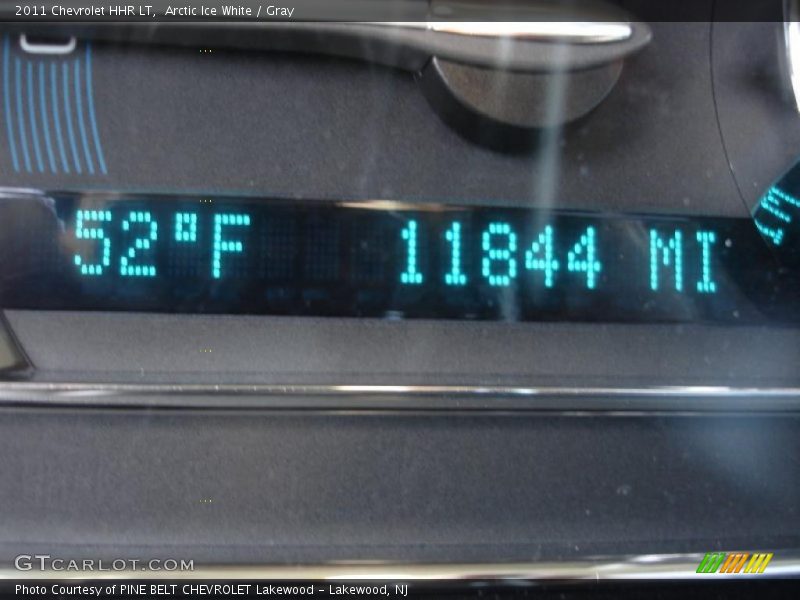 2011 Chevrolet HHR LT,  Arctic Ice White / Gray
52°F 11844 MI
E
GTCARLOT.COM
Photo Courtesy of PINE BELT CHEVROLET Lakewood - Lakewood, NJ